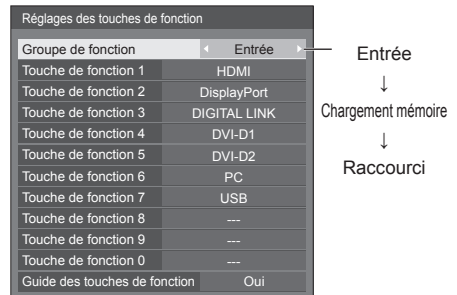 Réglages des touches de fonction
Groupe de fonction Entrée
Touche de fonction 1 HDMI
Touche de fonction 2 DisplayPort
Touche de fonction 3 DIGITAL LINK
Touche de fonction 4 DVI-D1
Touche de fonction 5 DVI-D2
Touche de fonction 6 PC
Touche de fonction 7 USB
Touche de fonction 8 ---
Touche de fonction 9 ---
Touche de fonction 0 ---
Guide des touches de fonction Oui
Entrée
↓
Chargement mémoire
↓
Raccourci